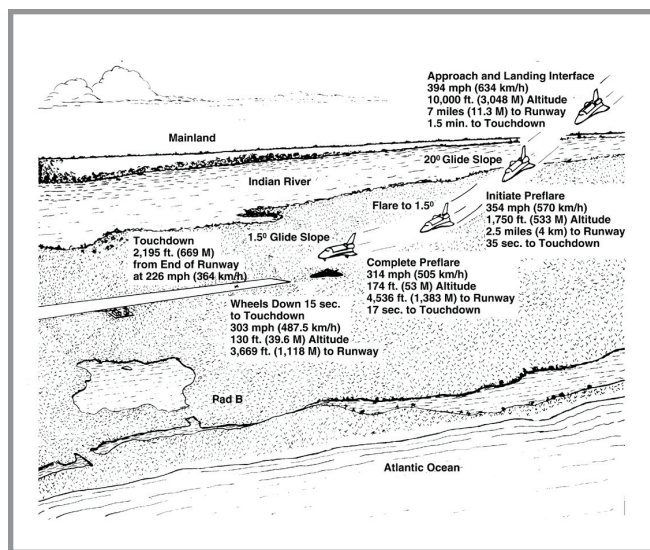 Approach and Landing Interface
394 mph (634 km/h)
10,000 ft. (3,048 M) Altitude
7 miles (11.3 M) to Runway
1.5 min. to Touchdown
Mainland
20⁰ Glide Slope
Indian River
Initiate Preflare
354 mph (570 km/h)
1,750 ft. (533 M) Altitude
2.5 miles (4 km) to Runway
35 sec. to Touchdown
Flare to 1.5⁰
1.5⁰ Glide Slope
Touchdown
2,195 ft. (669 M)
from End of Runway
at 226 mph (364 km/h)
Complete Preflare
314 mph (505 km/h)
174 ft. (53 M) Altitude
4,536 ft. (1,383 M) to Runway
17 sec. to Touchdown
Wheels Down 15 sec.
to Touchdown
303 mph (487.5 km/h)
130 ft. (39.6 M) Altitude
3,669 ft. (1,118 M) to Runway
Pad B
Atlantic Ocean